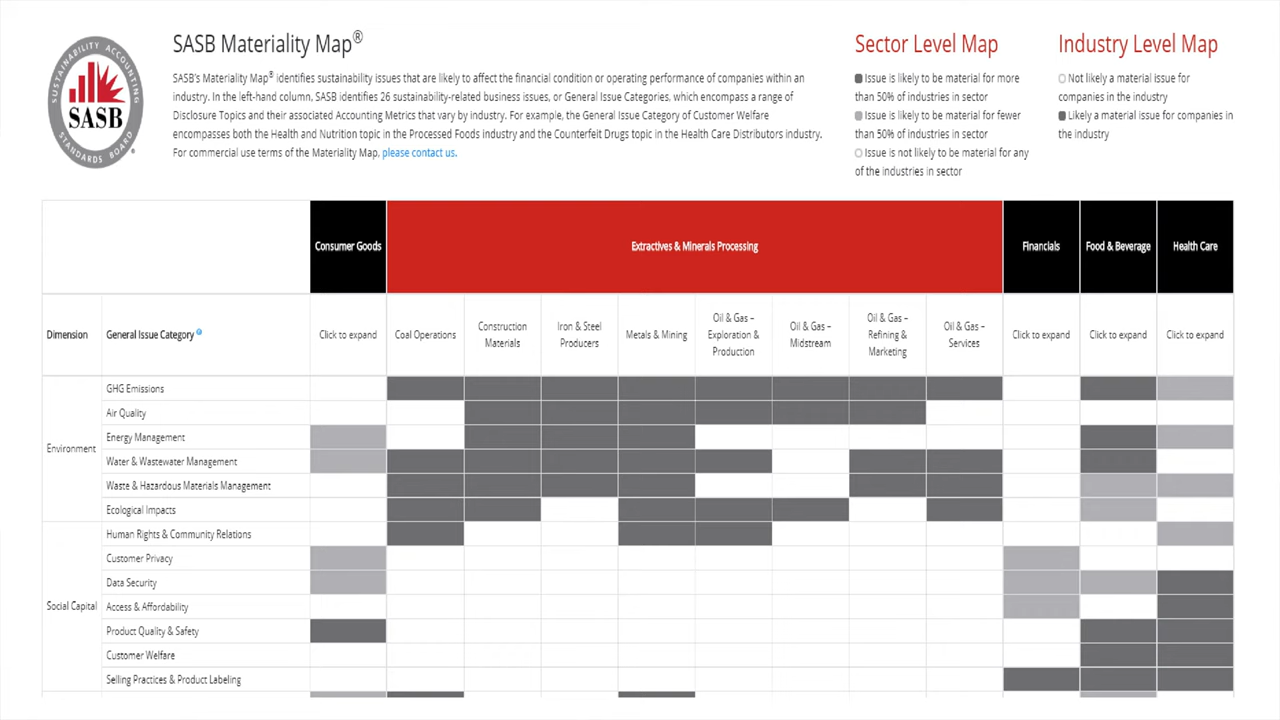 SUSTAINABILITY ACCOUNTING
SASB
STANDARDS BOARD
SASB Materiality Map®
SASB's Materiality Map® identifies sustainability issues that are likely to affect the financial condition or operating performance of companies within an
industry. In the left-hand column, SASB identifies 26 sustainability-related business issues, or General Issue Categories, which encompass a range of
Disclosure Topics and their associated Accounting Metrics that vary by industry. For example, the General Issue Category of Customer Welfare
encompasses both the Health and Nutrition topic in the Processed Foods industry and the Counterfeit Drugs topic in the Health Care Distributors industry.
For commercial use terms of the Materiality Map, please contact us.
Sector Level Map
Issue is likely to be material for more
than 50% of industries in sector
Issue is likely to be material for fewer
than 50% of industries in sector
Issue is not likely to be material for any
of the industries in sector
Industry Level Map
Not likely a material issue for
companies in the industry
Likely a material issue for companies in
the industry
Consumer Goods
Extractives & Minerals Processing
Financials
Food & Beverage
Health Care
Dimension
General Issue Category
Click to expand
Coal Operations
Construction
Materials
Iron & Steel
Producers
Metals & Mining
Oil & Gas –
Exploration &
Production
Oil & Gas –
Midstream
Oil & Gas –
Refining &
Marketing
Oil & Gas –
Services
Click to expand
Click to expand
Click to expand
Environment
GHG Emissions
Air Quality
Energy Management
Water & Wastewater Management
Waste & Hazardous Materials Management
Ecological Impacts
Social Capital
Human Rights & Community Relations
Customer Privacy
Data Security
Access & Affordability
Product Quality & Safety
Customer Welfare
Selling Practices & Product Labeling